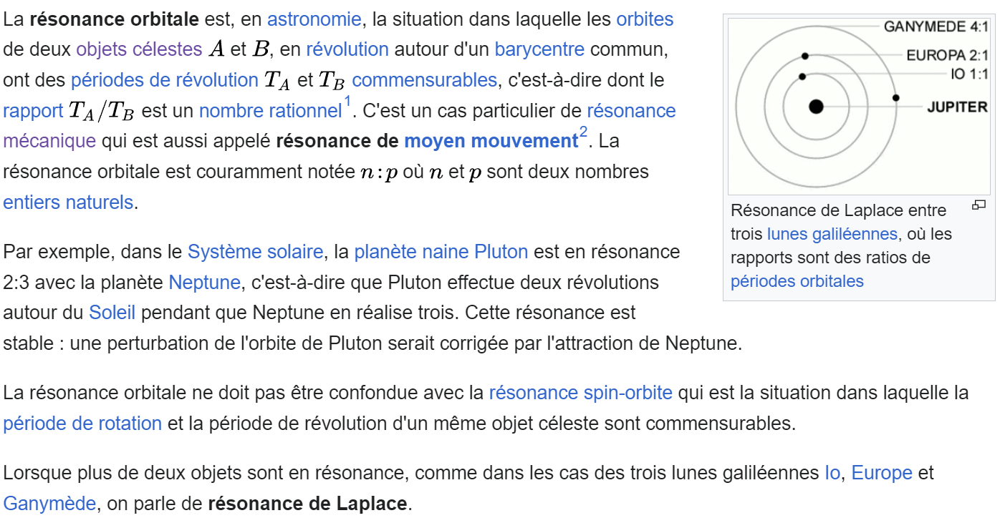 La résonance orbitale est, en astronomie, la situation dans laquelle les orbites
de deux objets célestes A et B, en révolution autour d'un barycentre commun,
ont des périodes de révolution T_A et T_B commensurables, c'est-à-dire dont le
rapport T_A/T_B est un nombre rationnel¹. C'est un cas particulier de résonance
mécanique qui est aussi appelé résonance de moyen mouvement². La
résonance orbitale est couramment notée n:p où n et p sont deux nombres
entiers naturels.
Par exemple, dans le Système solaire, la planète naine Pluton est en résonance
2:3 avec la planète Neptune, c'est-à-dire que Pluton effectue deux révolutions
autour du Soleil pendant que Neptune en réalise trois. Cette résonance est
stable : une perturbation de l'orbite de Pluton serait corrigée par l'attraction de Neptune.
La résonance orbitale ne doit pas être confondue avec la résonance spin-orbite qui est la situation dans laquelle la
période de rotation et la période de révolution d'un même objet céleste sont commensurables.
Lorsque plus de deux objets sont en résonance, comme dans les cas des trois lunes galiléennes Io, Europe et
Ganymède, on parle de résonance de Laplace.
GANYMEDE 4:1
EUROPA 2:1
IO 1:1
JUPITER
Résonance de Laplace entre
trois lunes galiléennes, où les
rapports sont des ratios de
périodes orbitales